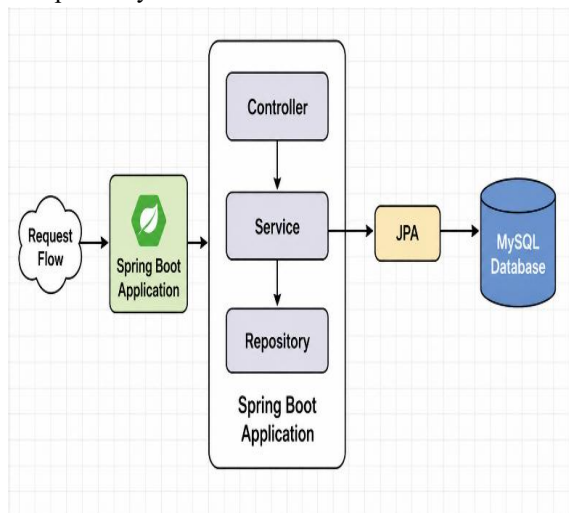 Request
Flow
Spring Boot
Application
Controller
Service
Repository
Spring Boot
Application
JPA
MySQL
Database